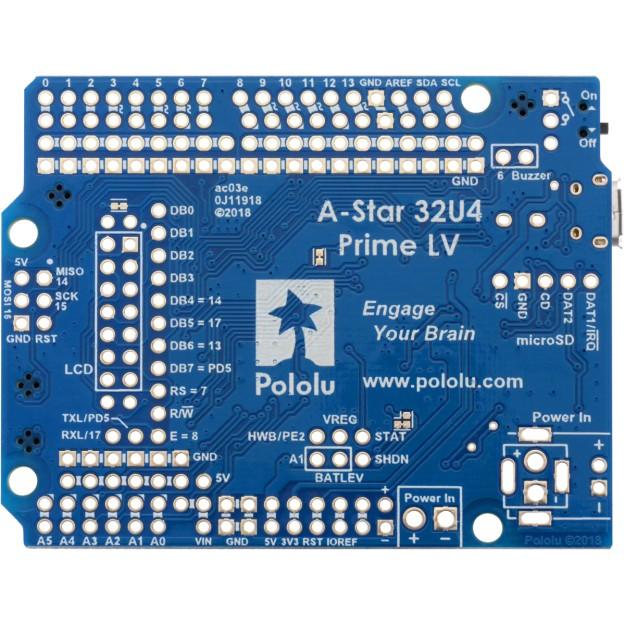 0 1 2 3 4 5 6 7 8 9 10 11 12 13 GND AREF SDA SCL
On
Off
6 Buzzer
GND
ac03e
0J11918
©2018
A-Star 32U4
Prime LV
DB0
DB1
DB2
DB3
DB4 = 14
DB5 = 17
DB6 = 13
DB7 = PD5
RS = 7
R/W
E = 8
5V
MISO
14
SCK
15
MOSI 16
GND RST
LCD
Engage
Your Brain
Pololu
www.pololu.com
CS
GND
CD
DAT2
DAT1/IRQ
microSD
TXL/PD5
RXL/17
GND
5V
VREG
HWB/PE2
STAT
A1
SHDN
BATLEV
Power In
+
-
Power In
+ -
+
-
A5 A4 A3 A2 A1 A0 VIN GND 5V 3V3 RST IOREF
Pololu ©2018